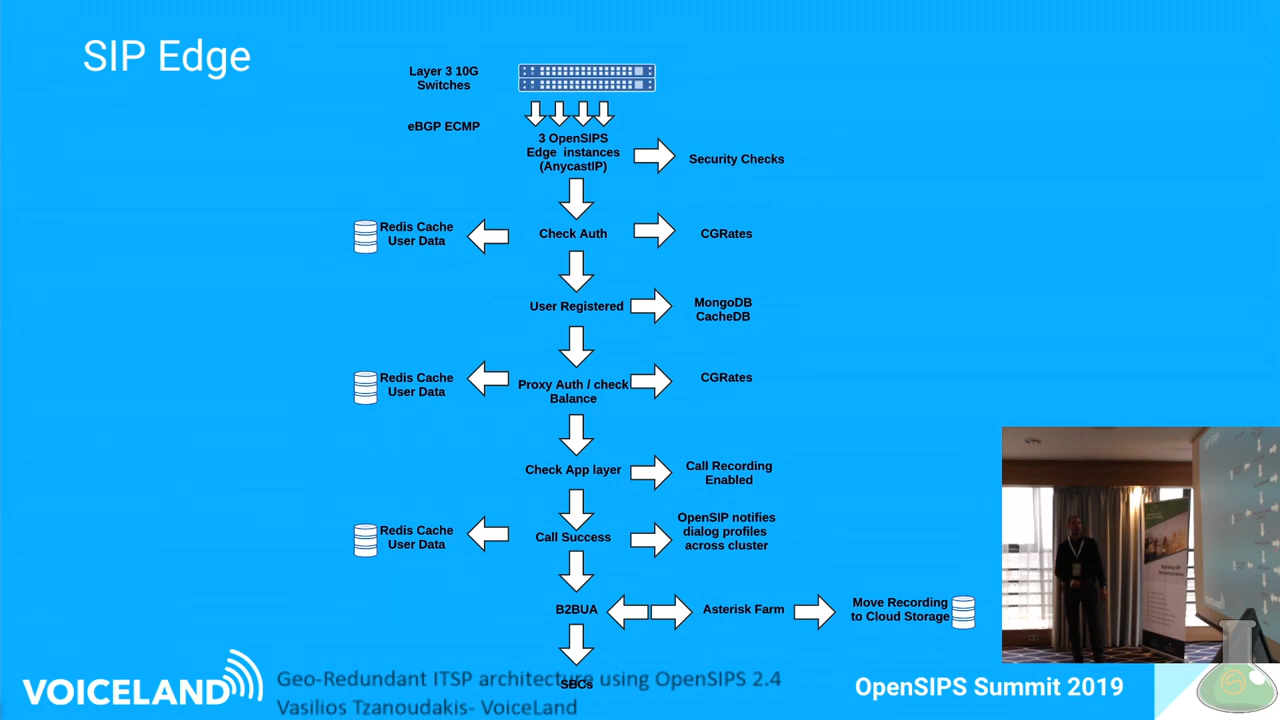 SIP Edge
Layer 3 10G
Switches
eBGP ECMP
3 OpenSIPS
Edge instances
(AnycastIP)
Security Checks
Redis Cache
User Data
Check Auth
CGRates
User Registered
MongoDB
CacheDB
Redis Cache
User Data
Proxy Auth / check
Balance
CGRates
Check App layer
Call Recording
Enabled
Redis Cache
User Data
Call Success
OpenSIP notifies
dialog profiles
across cluster
B2BUA
Asterisk Farm
Move Recording
to Cloud Storage
SBCs
VOICELAND
Geo-Redundant ITSP architecture using OpenSIPS 2.4
Vasilios Tzanoudakis- VoiceLand
OpenSIPS Summit 2019